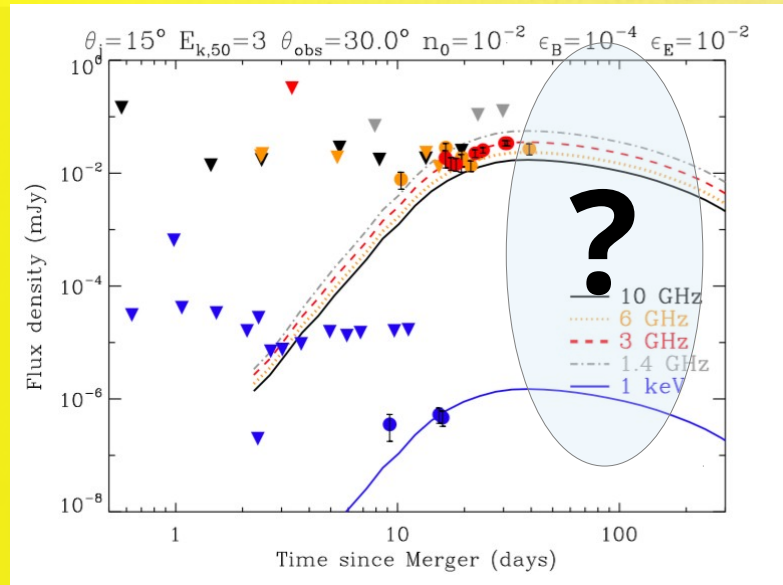 θj=15° Ek,50=3 θobs=30.0° n0=10-2 εB=10-4 εE=10-2
100
10-2
10-4
10-6
10-8
Flux density (mJy)
?
10 GHz
6 GHz
3 GHz
1.4 GHz
1 keV
1 10 100
Time since Merger (days)